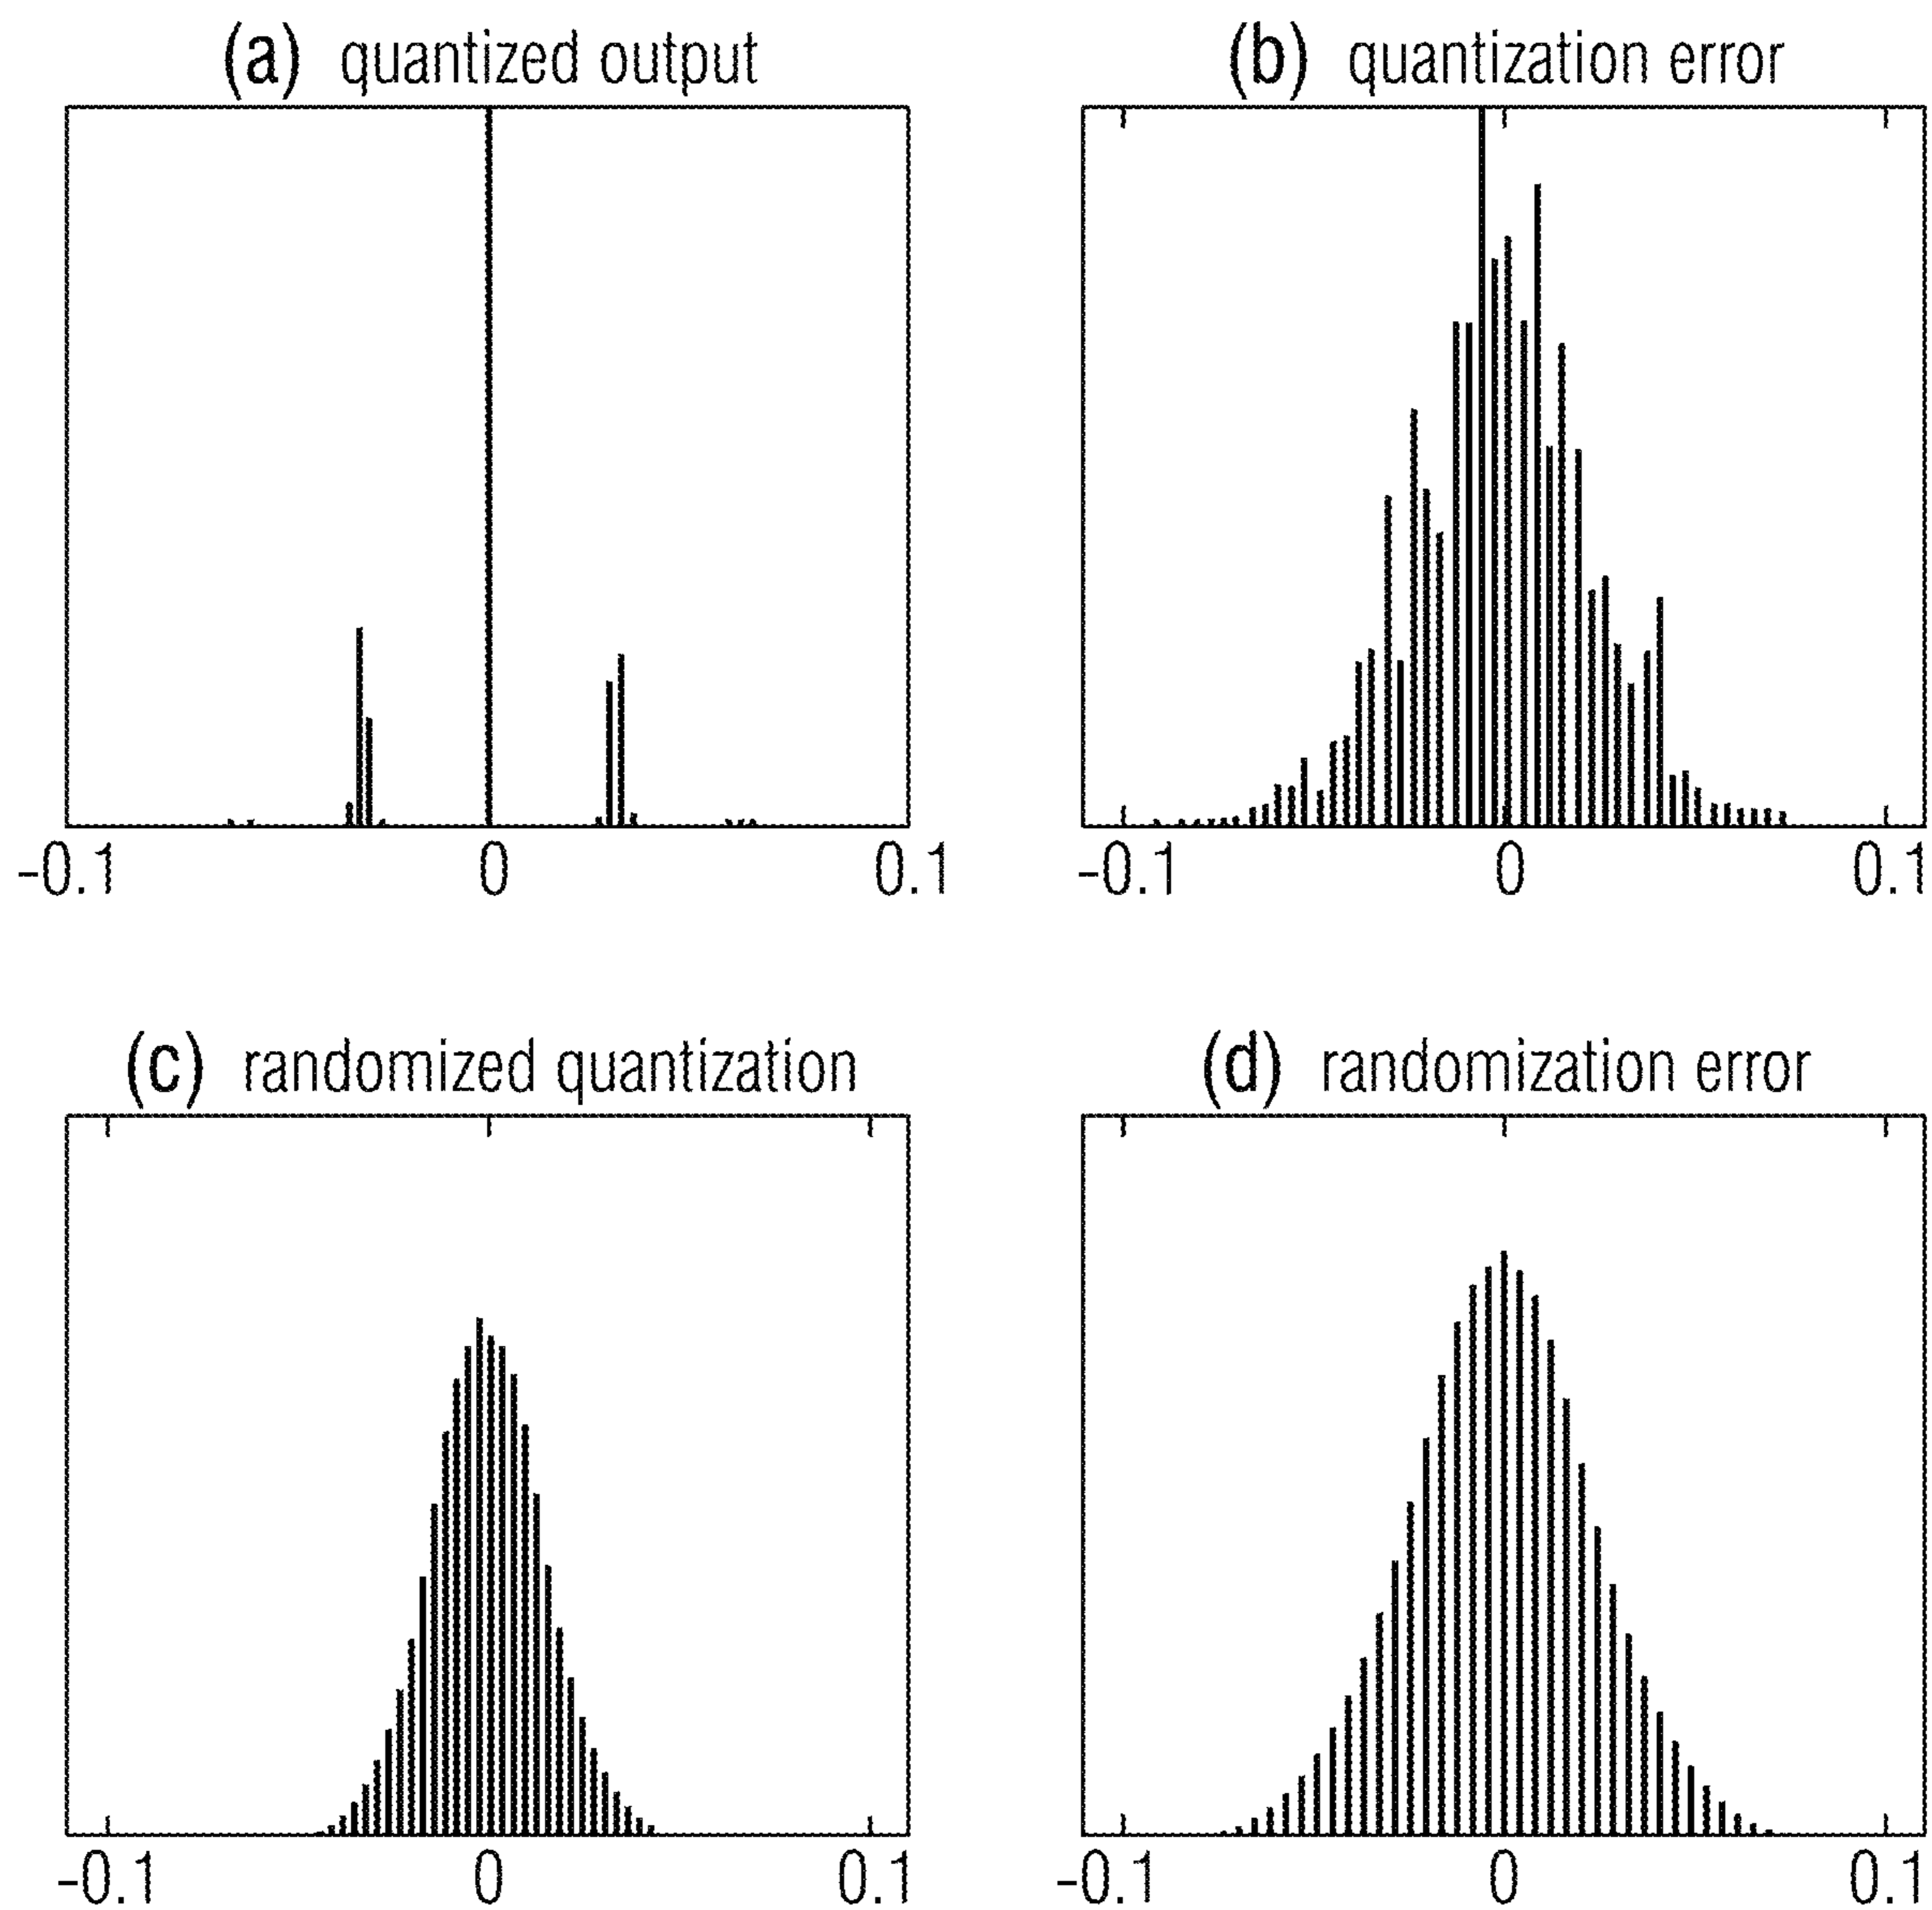 (a) quantized output
(b) quantization error
-0.1 0 0.1
-0.1 0 0.1
(c) randomized quantization
(d) randomization error
-0.1 0 0.1
-0.1 0 0.1